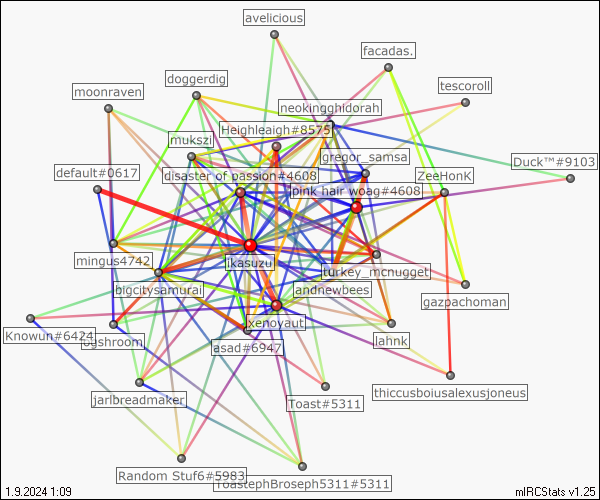 avelicious
facadas.
doggerdig
tescoroll
moonraven
neokingghidorah
Heighleaigh#8575
mukszi
gregor_samsa
Duck™#9103
default#0617
disaster of passion#4608
ZeeHonK
pink hair woag#4608
mingus4742
ikasuzu
turkey_mcnugget
bigcitysamurai
andnewbees
gazpachoman
xenoyaut
Knowun#6424
ogshroom
asad#6947
lahnk
jarlbreadmaker
Toast#5311
thiccusboiusalexusjoneus
Random Stuf6#5983
ToastephBroseph5311#5311
1.9.2024 1:09
mIRCStats v1.25